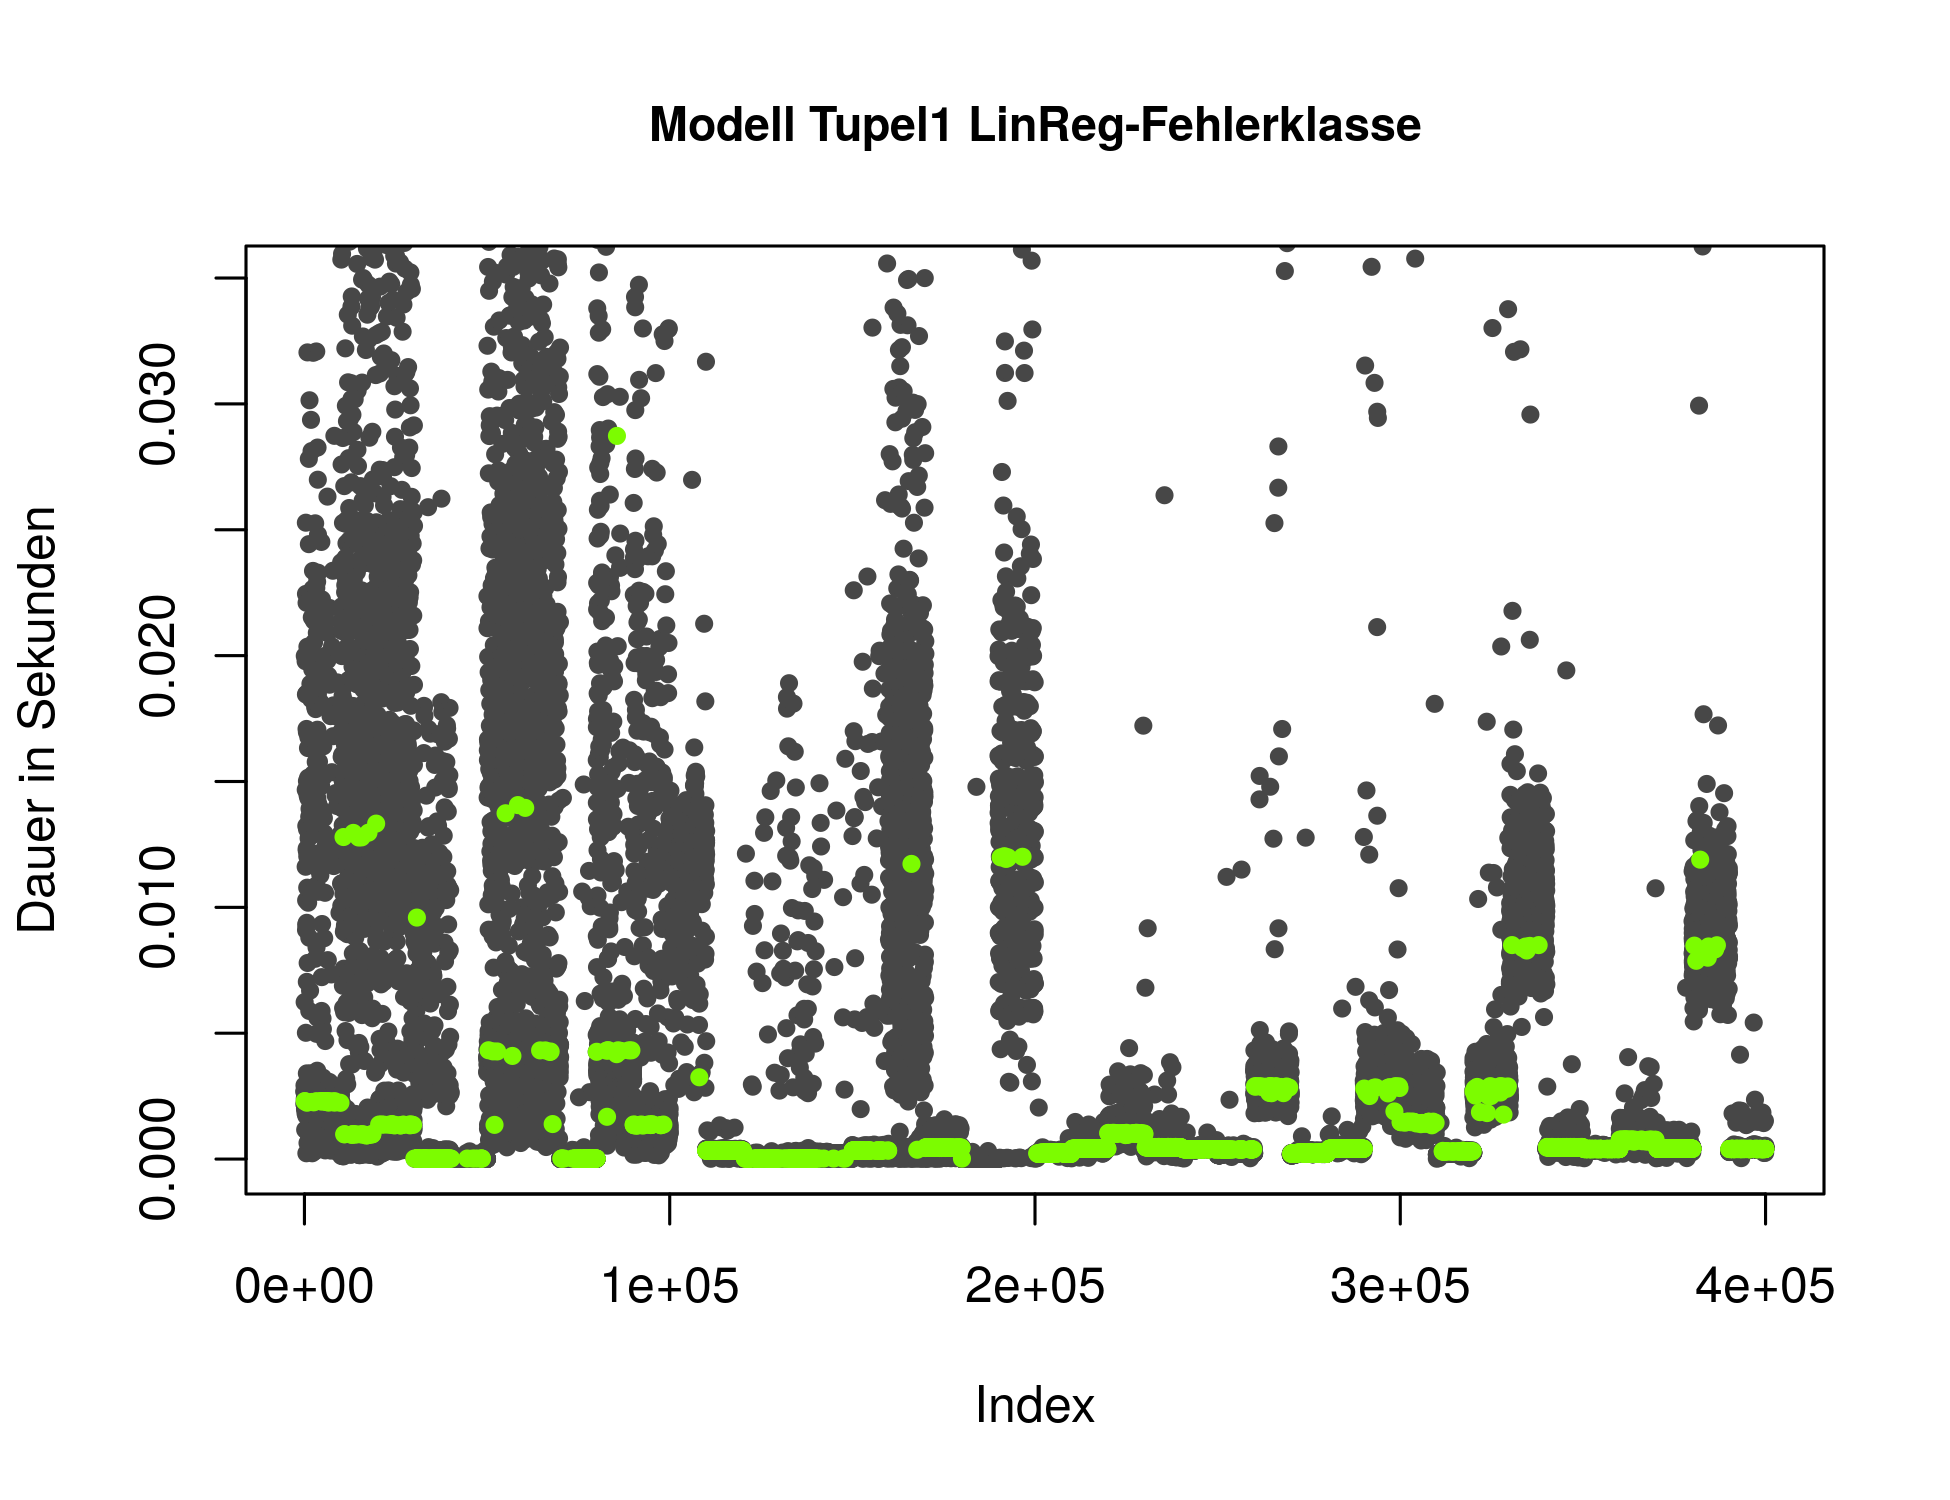 Modell Tupel1 LinReg-Fehlerklasse
Dauer in Sekunden
0.030
0.020
0.010
0.000
0e+00 1e+05 2e+05 3e+05 4e+05
Index